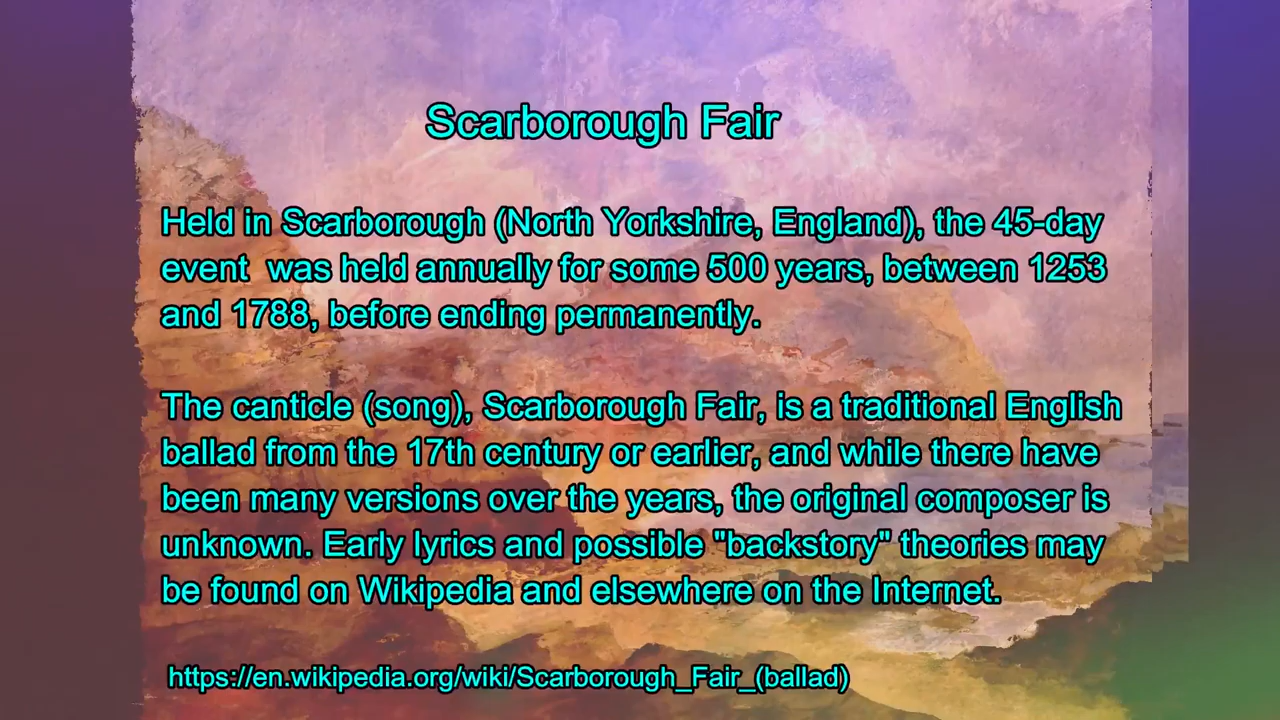 Scarborough Fair
Held in Scarborough (North Yorkshire, England), the 45-day
event  was held annually for some 500 years, between 1253
and 1788, before ending permanently.
The canticle (song), Scarborough Fair, is a traditional English
ballad from the 17th century or earlier, and while there have
been many versions over the years, the original composer is
unknown. Early lyrics and possible "backstory" theories may
be found on Wikipedia and elsewhere on the Internet.
https://en.wikipedia.org/wiki/Scarborough_Fair_(ballad)